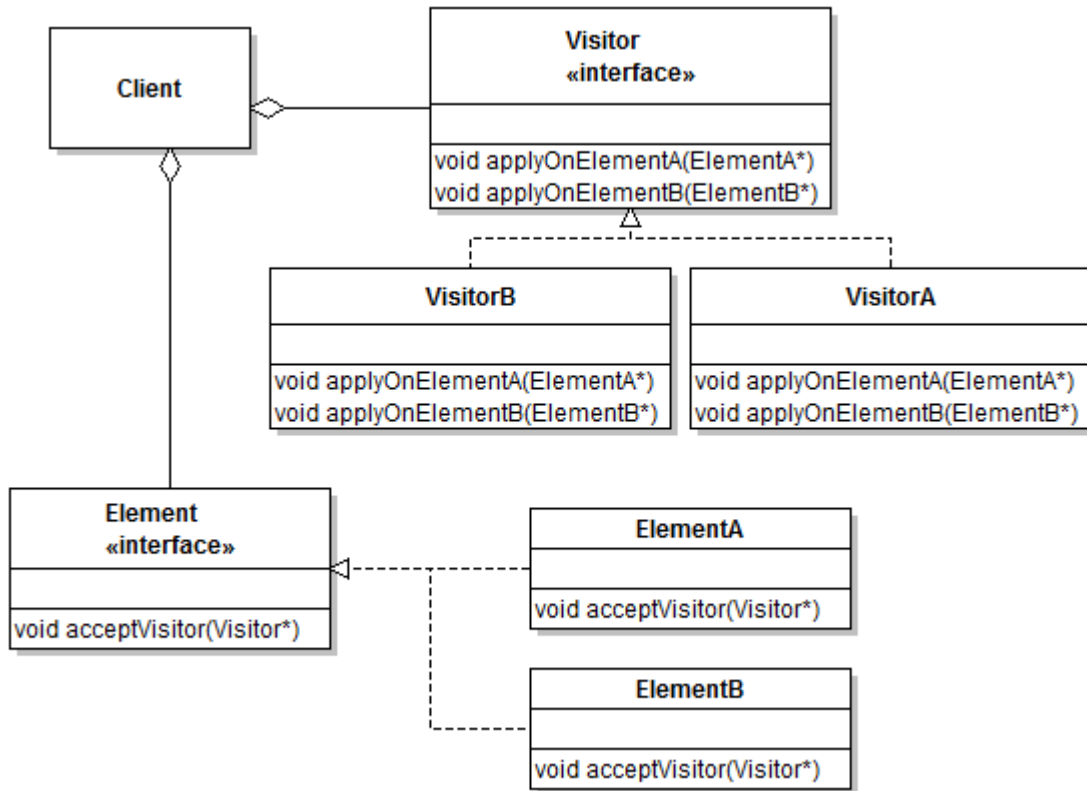 Client
Visitor
«interface»
void applyOnElementA(ElementA*)
void applyOnElementB(ElementB*)
VisitorB
void applyOnElementA(ElementA*)
void applyOnElementB(ElementB*)
VisitorA
void applyOnElementA(ElementA*)
void applyOnElementB(ElementB*)
Element
«interface»
void acceptVisitor(Visitor*)
ElementA
void acceptVisitor(Visitor*)
ElementB
void acceptVisitor(Visitor*)